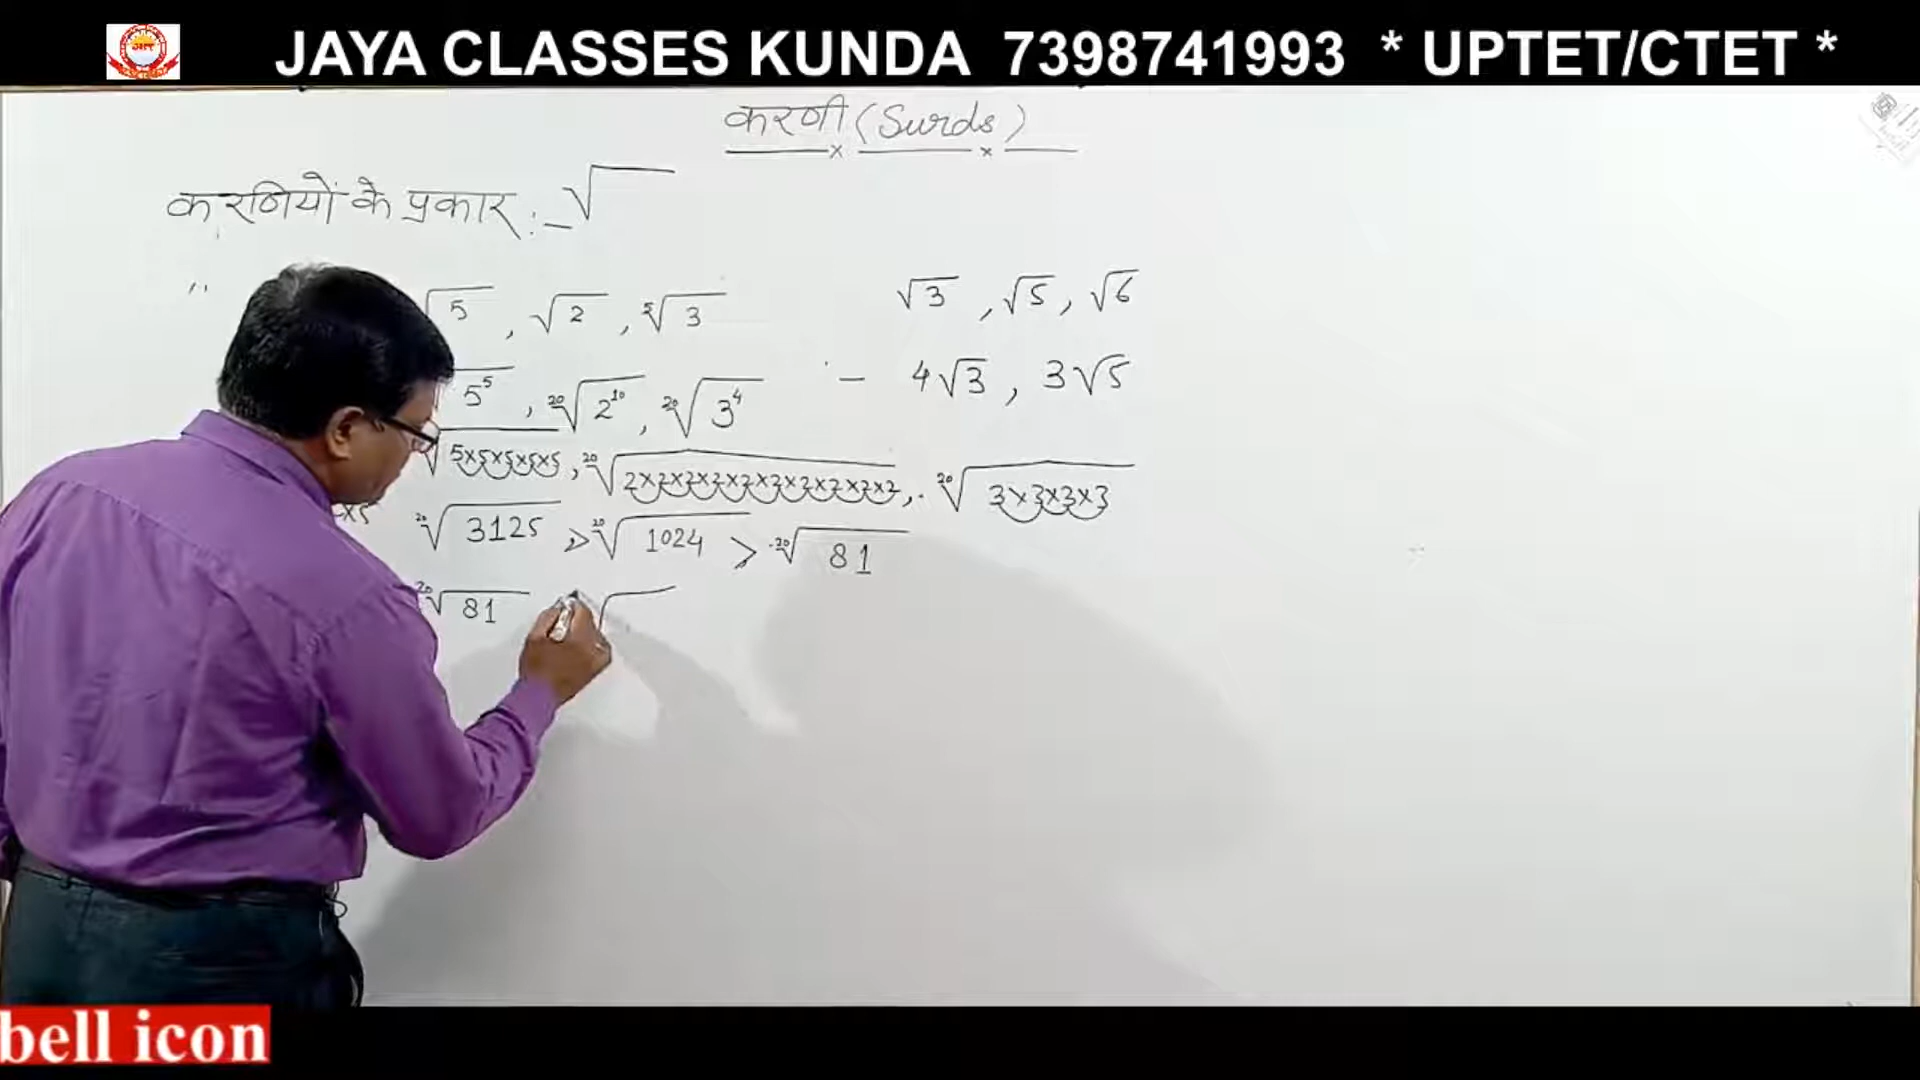 JAYA CLASSES KUNDA 7398741993 * UPTET/CTET *
करणी (Surds)
करणियों के प्रकार :- √
√5, √2, ⁵√3
√3, √5, √6
5⁵, ²⁰√2¹⁰, ²⁰√3⁴
- 4√3, 3√5
√5×5×5×5×5, ²⁰√2×2×2×2×2×2×2×2×2×2, ²⁰√3×3×3×3
×5
²⁰√3125 > ²⁰√1024 > ²⁰√81
²⁰√81 √
bell icon